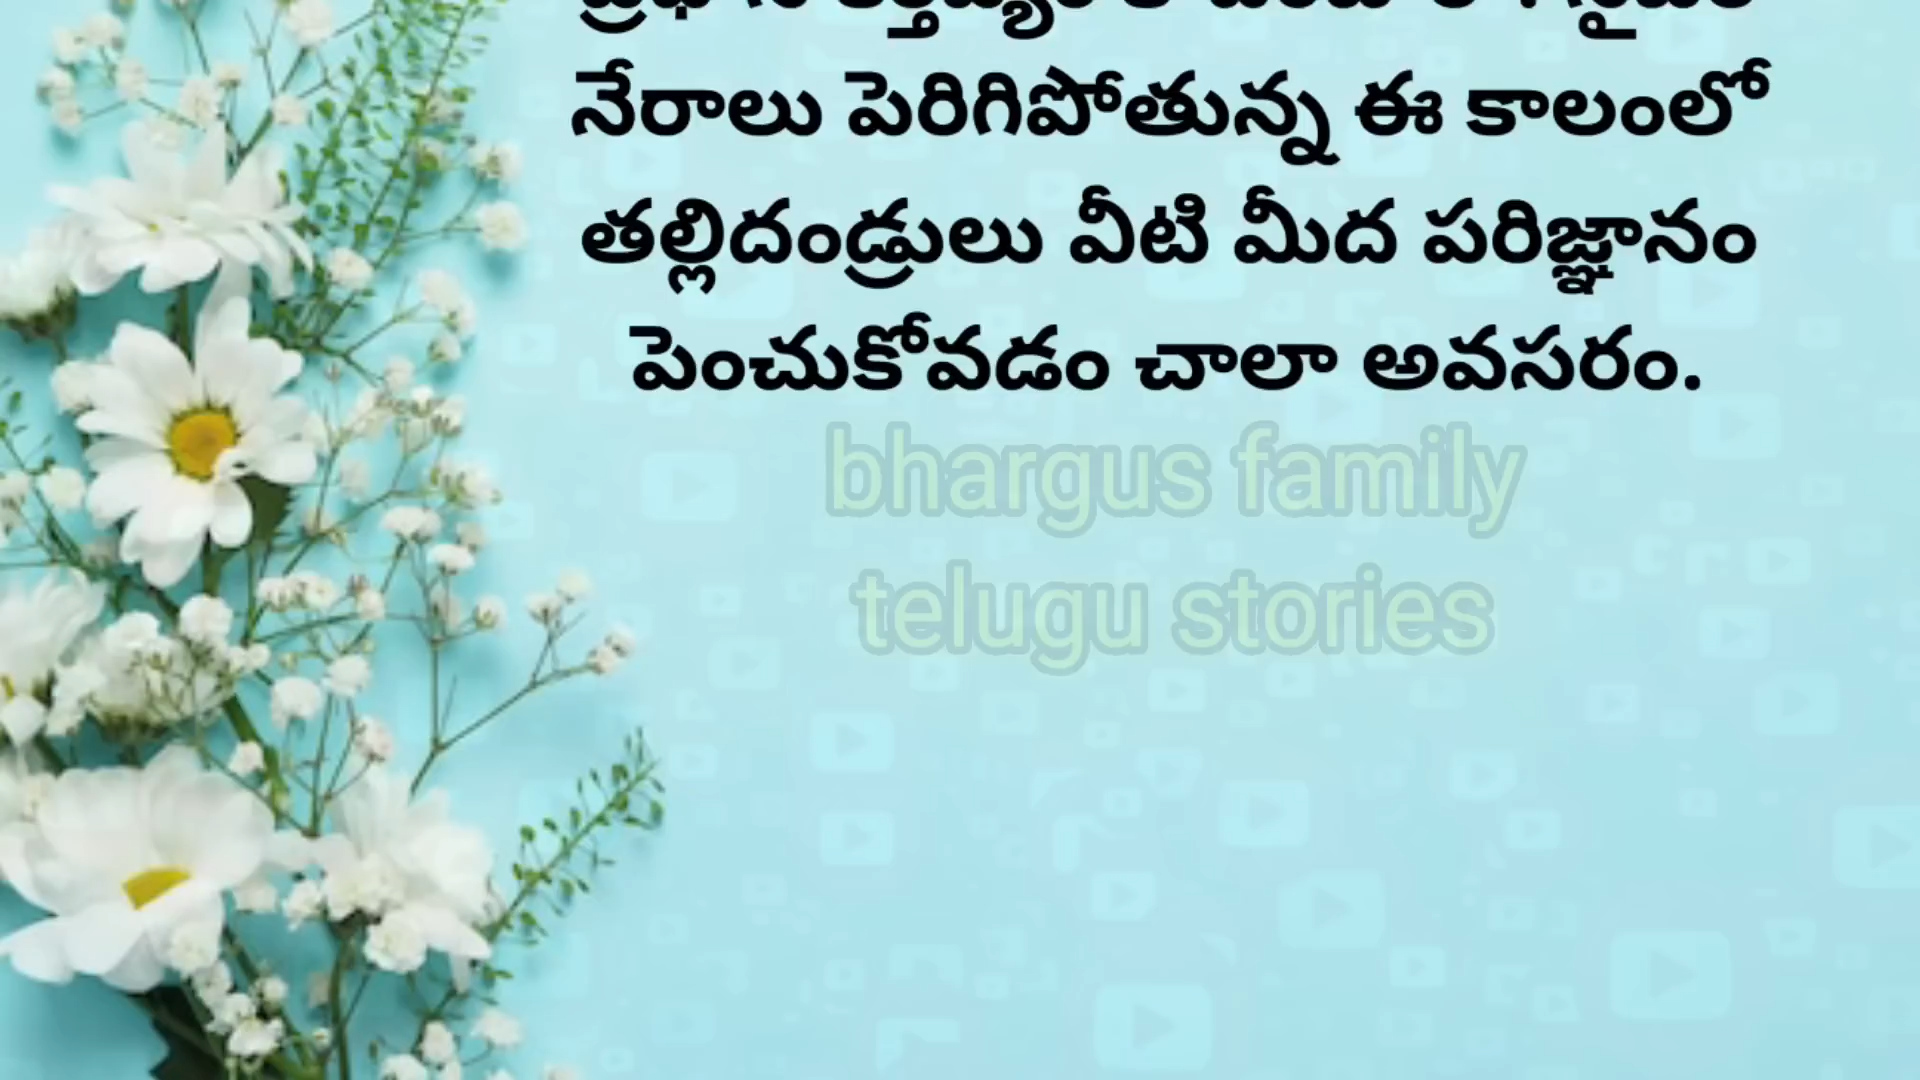 నేరాలు పెరిగిపోతున్న ఈ కాలంలో
తల్లిదండ్రులు వీటి మీద పరిజ్ఞానం
పెంచుకోవడం చాలా అవసరం.
bhargus family
telugu stories